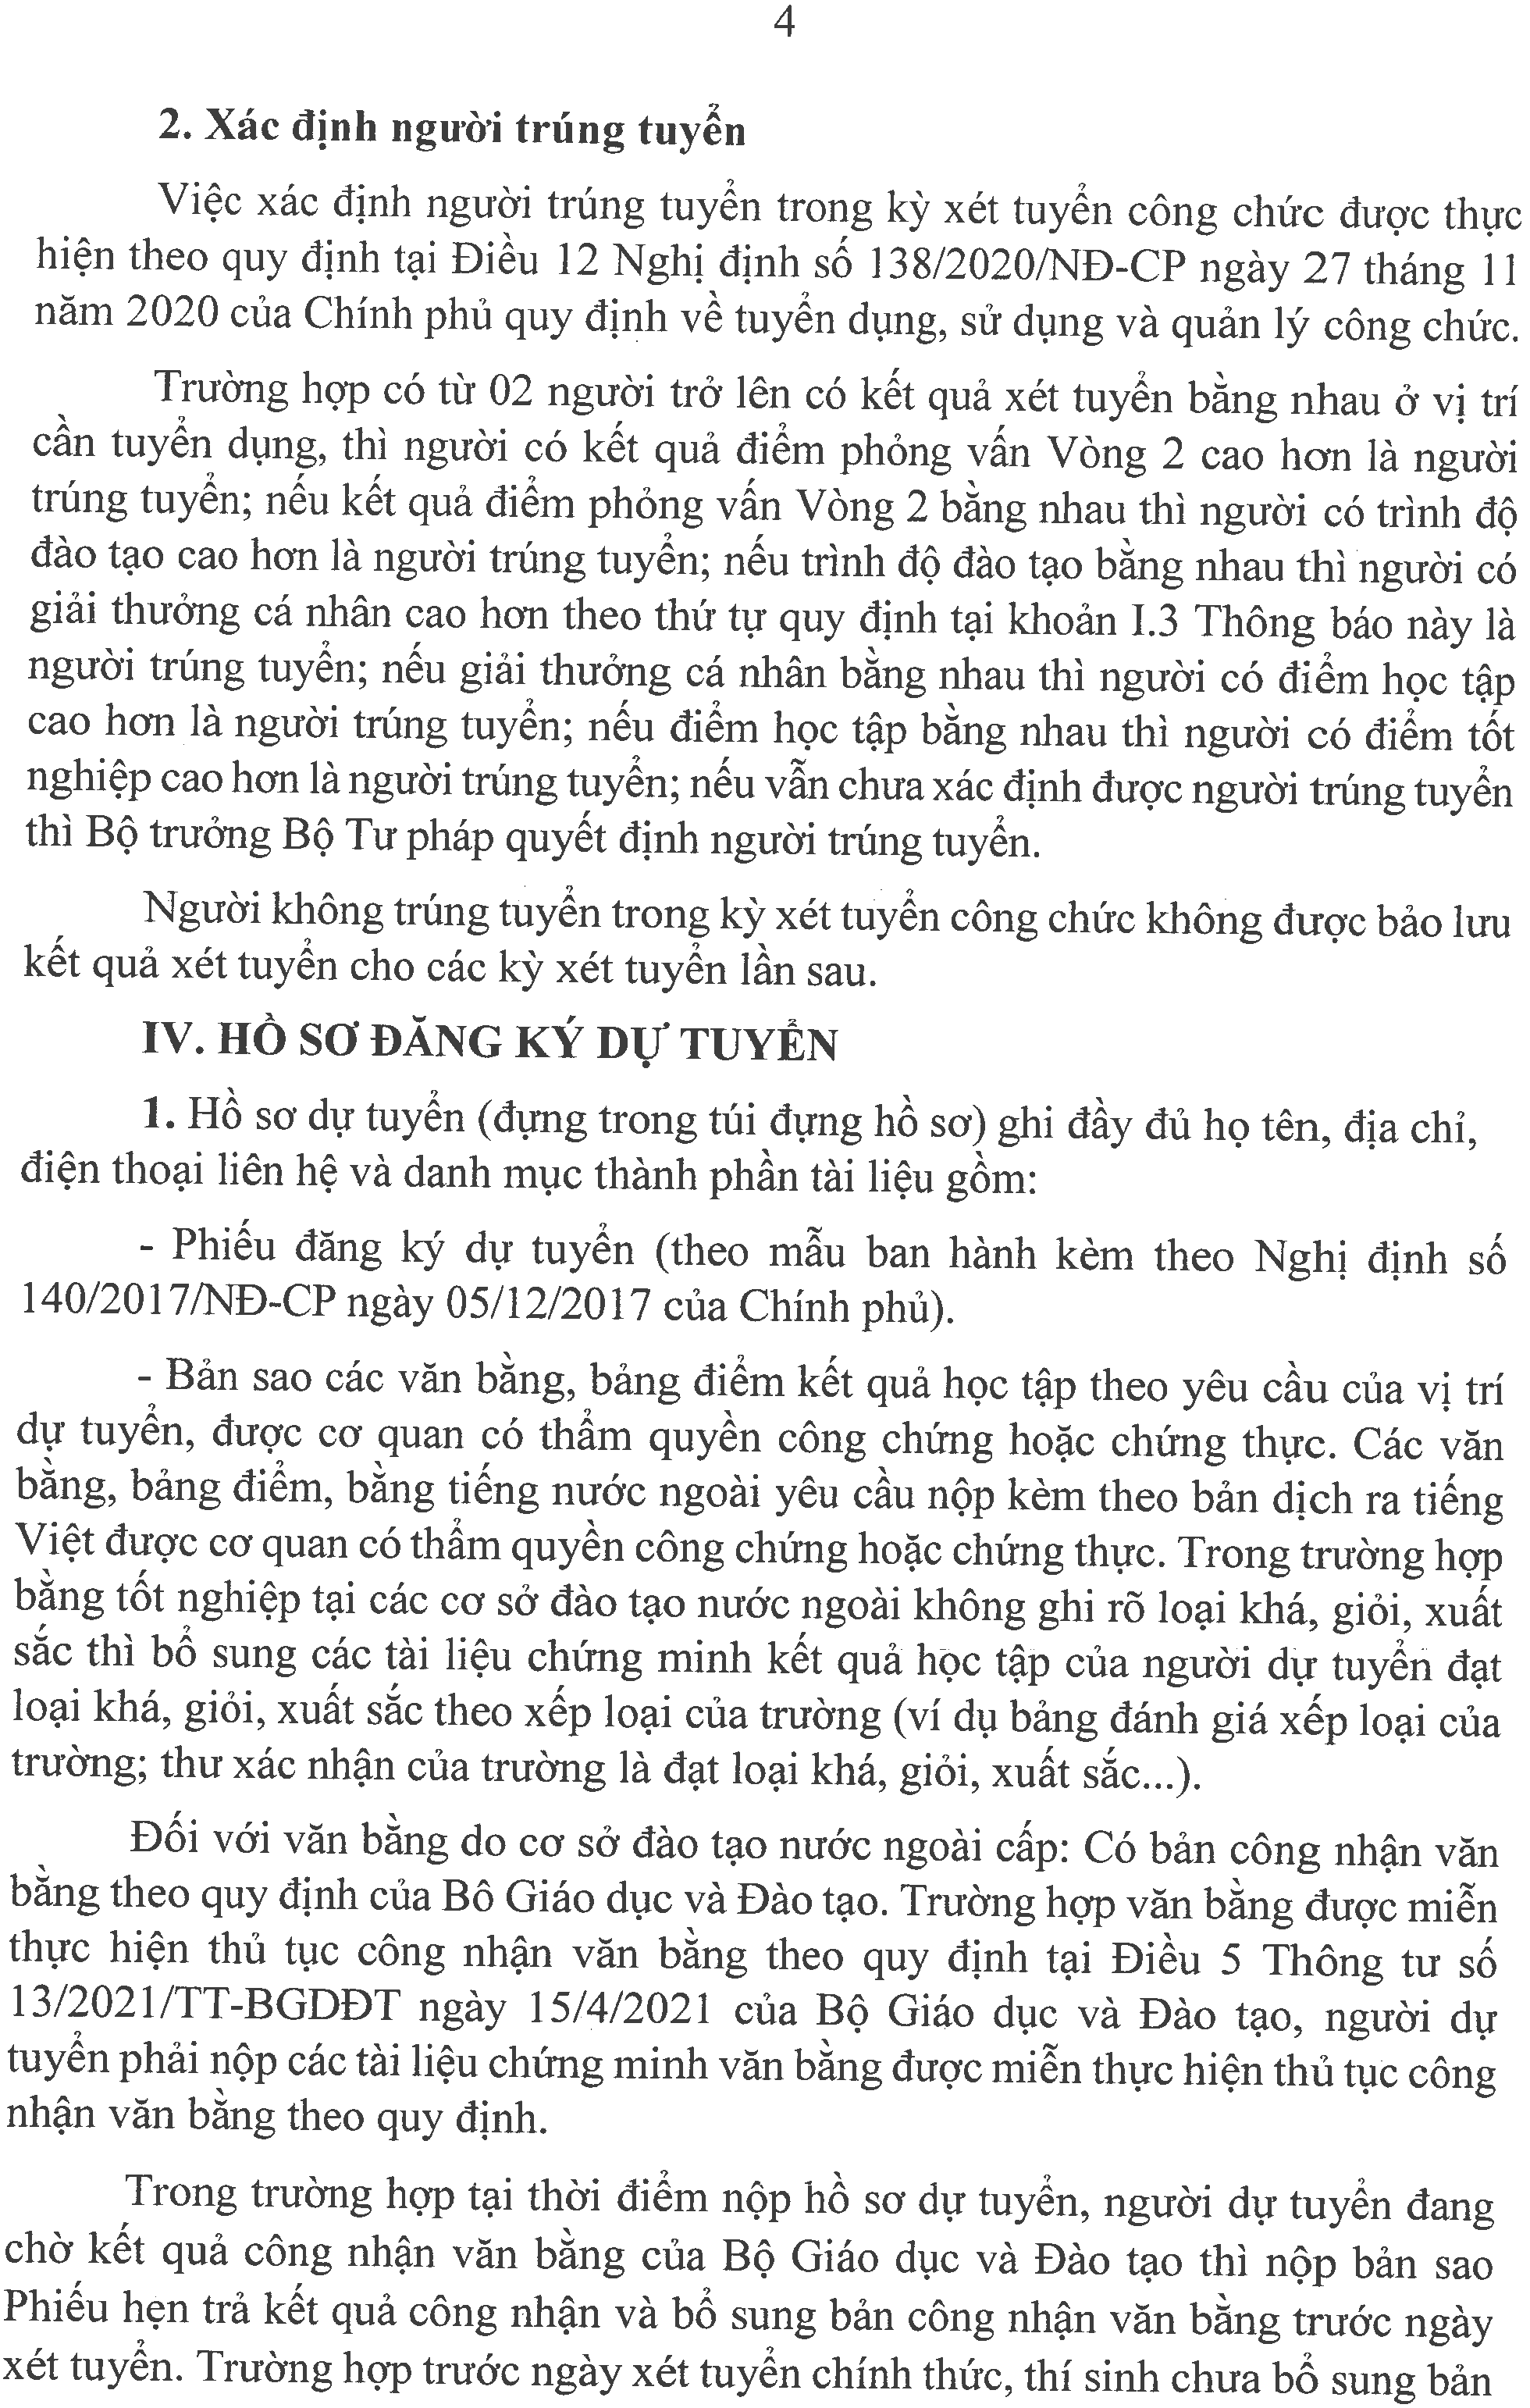 4
2. Xác định người trúng tuyển
Việc xác định người trúng tuyển trong kỳ xét tuyển công chức được thực
hiện theo quy định tại Điều 12 Nghị định số 138/2020/NĐ-CP ngày 27 tháng 11
năm 2020 của Chính phủ quy định về tuyển dụng, sử dụng và quản lý công chức.
Trường hợp có từ 02 người trở lên có kết quả xét tuyển bằng nhau ở vị trí
cần tuyển dụng, thì người có kết quả điểm phỏng vấn Vòng 2 cao hơn là người
trúng tuyển; nếu kết quả điểm phỏng vấn Vòng 2 bằng nhau thì người có trình độ
đào tạo cao hơn là người trúng tuyển; nếu trình độ đào tạo bằng nhau thì người có
giải thưởng cá nhân cao hơn theo thứ tự quy định tại khoản I.3 Thông báo này là
người trúng tuyển; nếu giải thưởng cá nhân bằng nhau thì người có điểm học tập
cao hơn là người trúng tuyển; nếu điểm học tập bằng nhau thì người có điểm tốt
nghiệp cao hơn là người trúng tuyển; nếu vẫn chưa xác định được người trúng tuyển
thì Bộ trưởng Bộ Tư pháp quyết định người trúng tuyển.
Người không trúng tuyển trong kỳ xét tuyển công chức không được bảo lưu
kết quả xét tuyển cho các kỳ xét tuyển lần sau.
IV. HỒ SƠ ĐĂNG KÝ DỰ TUYỂN
1. Hồ sơ dự tuyển (đựng trong túi đựng hồ sơ) ghi đầy đủ họ tên, địa chỉ,
điện thoại liên hệ và danh mục thành phần tài liệu gồm:
- Phiếu đăng ký dự tuyển (theo mẫu ban hành kèm theo Nghị định số
140/2017/NĐ-CP ngày 05/12/2017 của Chính phủ).
- Bản sao các văn bằng, bảng điểm kết quả học tập theo yêu cầu của vị trí
dự tuyển, được cơ quan có thẩm quyền công chứng hoặc chứng thực. Các văn
bằng, bảng điểm, bằng tiếng nước ngoài yêu cầu nộp kèm theo bản dịch ra tiếng
Việt được cơ quan có thẩm quyền công chứng hoặc chứng thực. Trong trường hợp
bằng tốt nghiệp tại các cơ sở đào tạo nước ngoài không ghi rõ loại khá, giỏi, xuất
sắc thì bổ sung các tài liệu chứng minh kết quả học tập của người dự tuyển đạt
loại khá, giỏi, xuất sắc theo xếp loại của trường (ví dụ bảng đánh giá xếp loại của
trường; thư xác nhận của trường là đạt loại khá, giỏi, xuất sắc...).
Đối với văn bằng do cơ sở đào tạo nước ngoài cấp: Có bản công nhận văn
bằng theo quy định của Bô Giáo dục và Đào tạo. Trường hợp văn bằng được miễn
thực hiện thủ tục công nhận văn bằng theo quy định tại Điều 5 Thông tư số
13/2021/TT-BGDĐT ngày 15/4/2021 của Bộ Giáo dục và Đào tạo, người dự
tuyển phải nộp các tài liệu chứng minh văn bằng được miễn thực hiện thủ tục công
nhận văn bằng theo quy định.
Trong trường hợp tại thời điểm nộp hồ sơ dự tuyển, người dự tuyển đang
chờ kết quả công nhận văn bằng của Bộ Giáo dục và Đào tạo thì nộp bản sao
Phiếu hẹn trả kết quả công nhận và bổ sung bản công nhận văn bằng trước ngày
xét tuyển. Trường hợp trước ngày xét tuyển chính thức, thí sinh chưa bổ sung bản